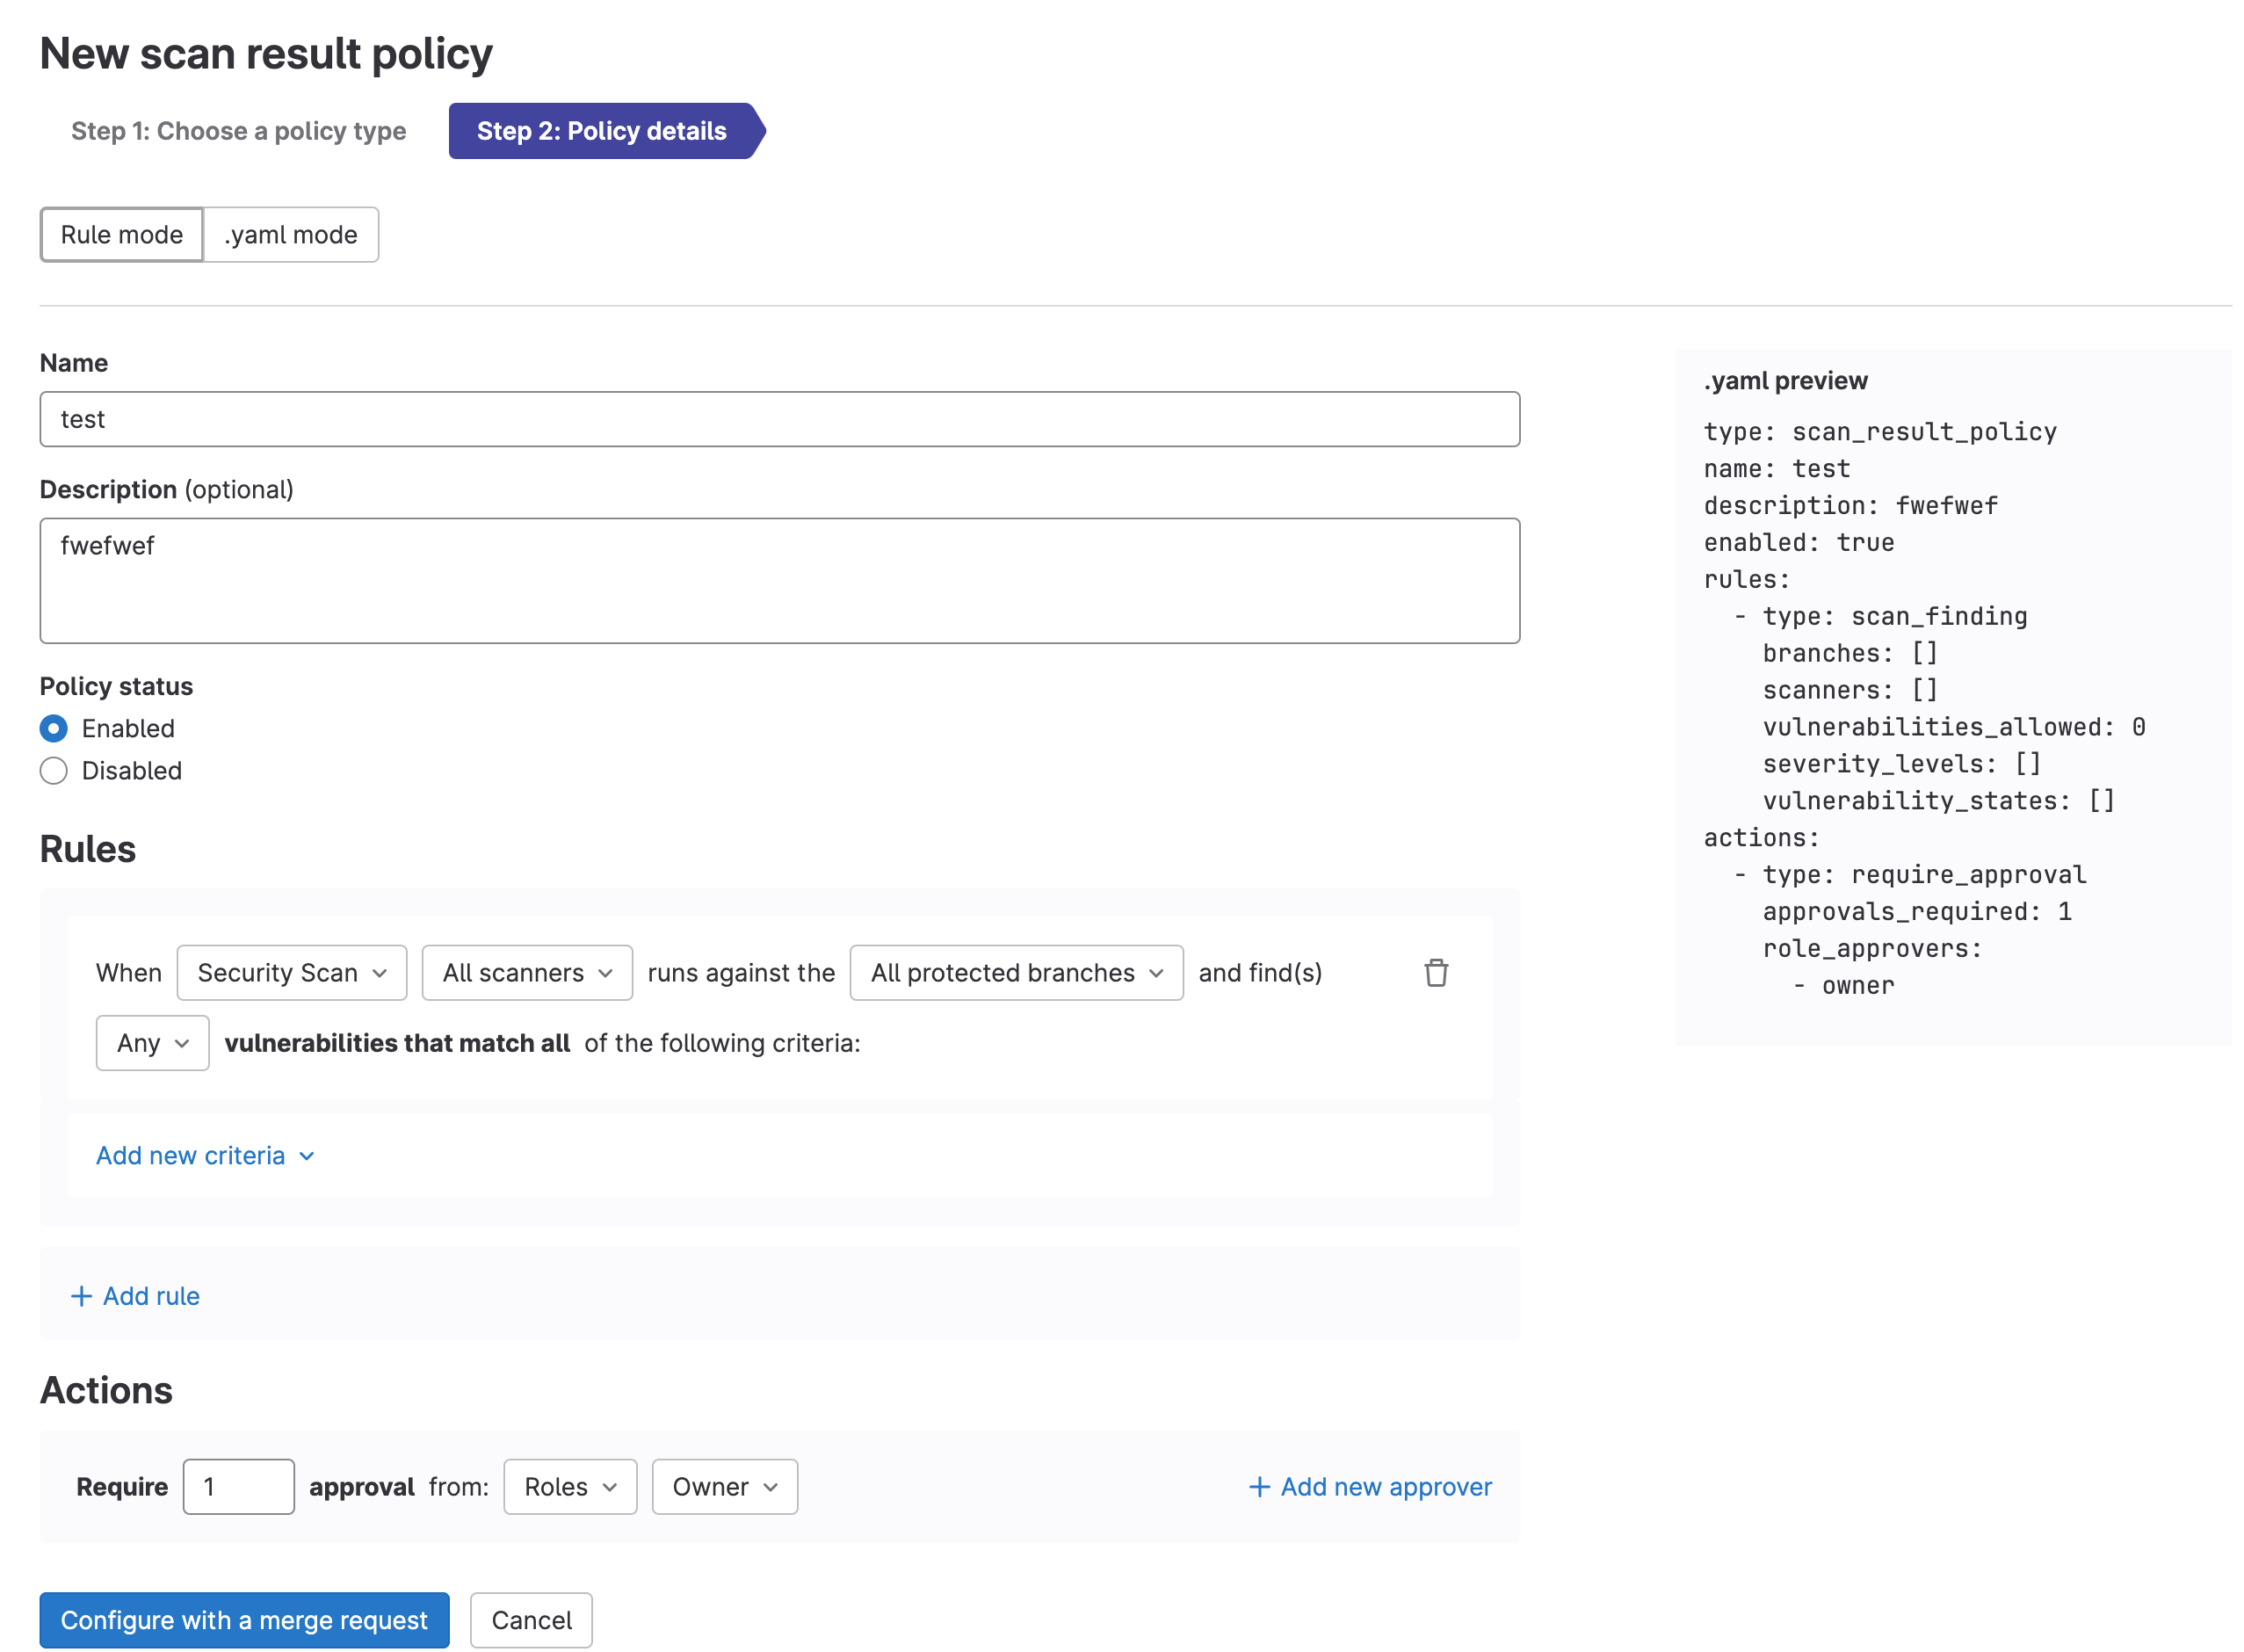 New scan result policy
Step 1: Choose a policy type
Step 2: Policy details
Rule mode
.yaml mode
Name
test
Description (optional)
fwefwef
Policy status
Enabled
Disabled
Rules
When Security Scan All scanners runs against the All protected branches and find(s)
Any vulnerabilities that match all of the following criteria:
Add new criteria
Add rule
Actions
Require 1 approval from: Roles Owner Add new approver
Configure with a merge request Cancel
.yaml preview
type: scan_result_policy
name: test
description: fwefwef
enabled: true
rules:
  - type: scan_finding
    branches: []
    scanners: []
    vulnerabilities_allowed: 0
    severity_levels: []
    vulnerability_states: []
actions:
  - type: require_approval
    approvals_required: 1
    role_approvers:
      - owner